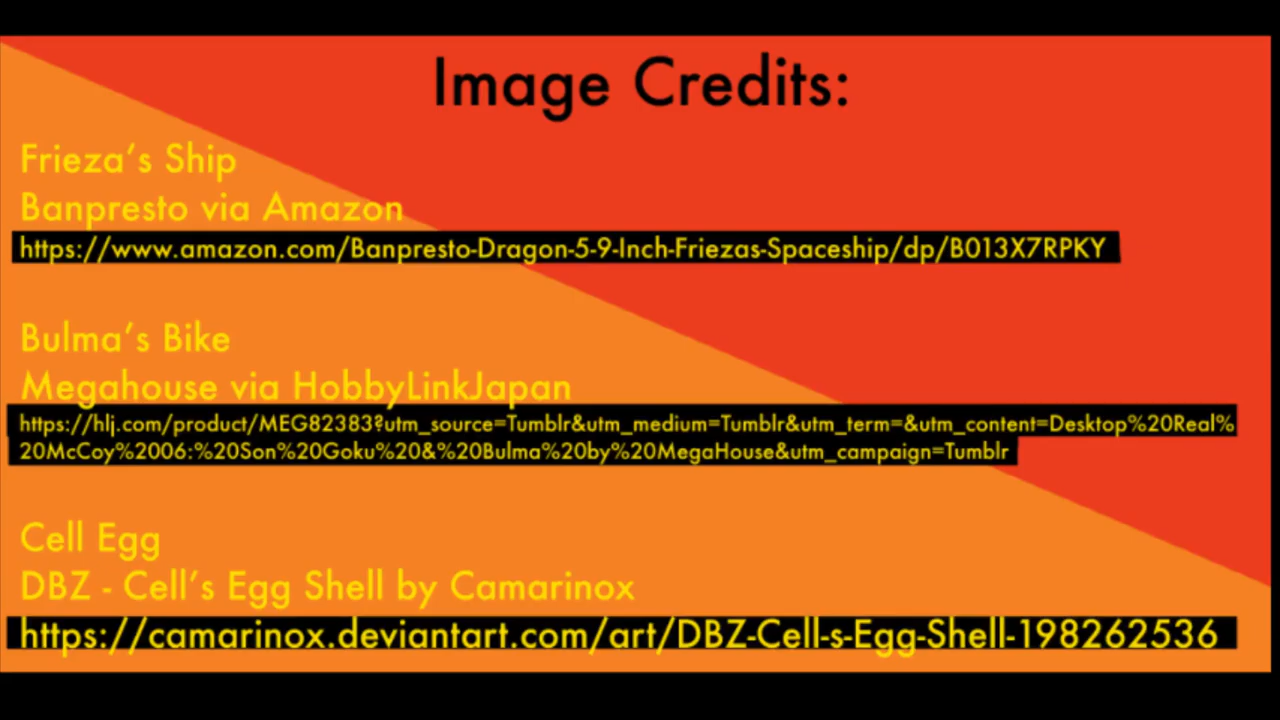 Image Credits:
Frieza's Ship
Banpresto via Amazon
https://www.amazon.com/Banpresto-Dragon-5-9-Inch-Friezas-Spaceship/dp/B013X7RPKY
Bulma's Bike
Megahouse via HobbyLinkJapan
https://hlj.com/product/MEG82383?utm_source=Tumblr&utm_medium=Tumblr&utm_term=&utm_content=Desktop%20Real%
20McCoy%2006:%20Son%20Goku%20&%20Bulma%20by%20MegaHouse&utm_campaign=Tumblr
Cell Egg
DBZ - Cell's Egg Shell by Camarinox
https://camarinox.deviantart.com/art/DBZ-Cell-s-Egg-Shell-198262536